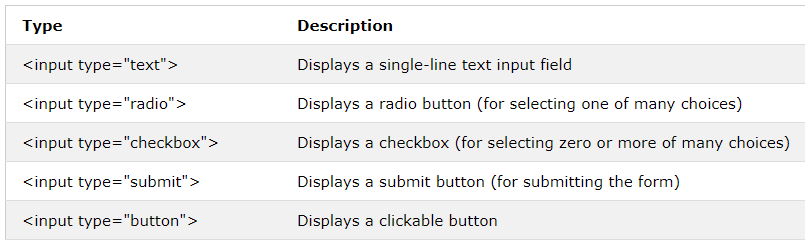 Type Description
<input type="text"> Displays a single-line text input field
<input type="radio"> Displays a radio button (for selecting one of many choices)
<input type="checkbox"> Displays a checkbox (for selecting zero or more of many choices)
<input type="submit"> Displays a submit button (for submitting the form)
<input type="button"> Displays a clickable button